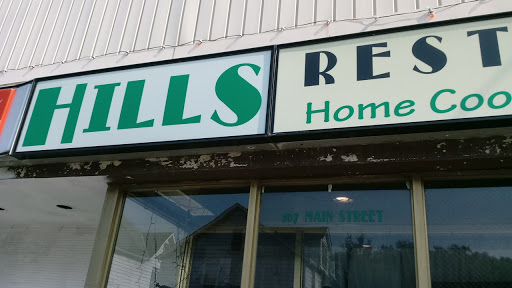 HILLS
REST
Home Coo
MAIN STREET